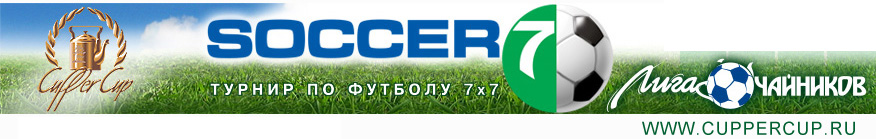 Cupper Cup
SOCCER 7
ТУРНИР ПО ФУТБОЛУ 7x7
Лига ЧАЙНИКОВ
WWW.CUPPERCUP.RU